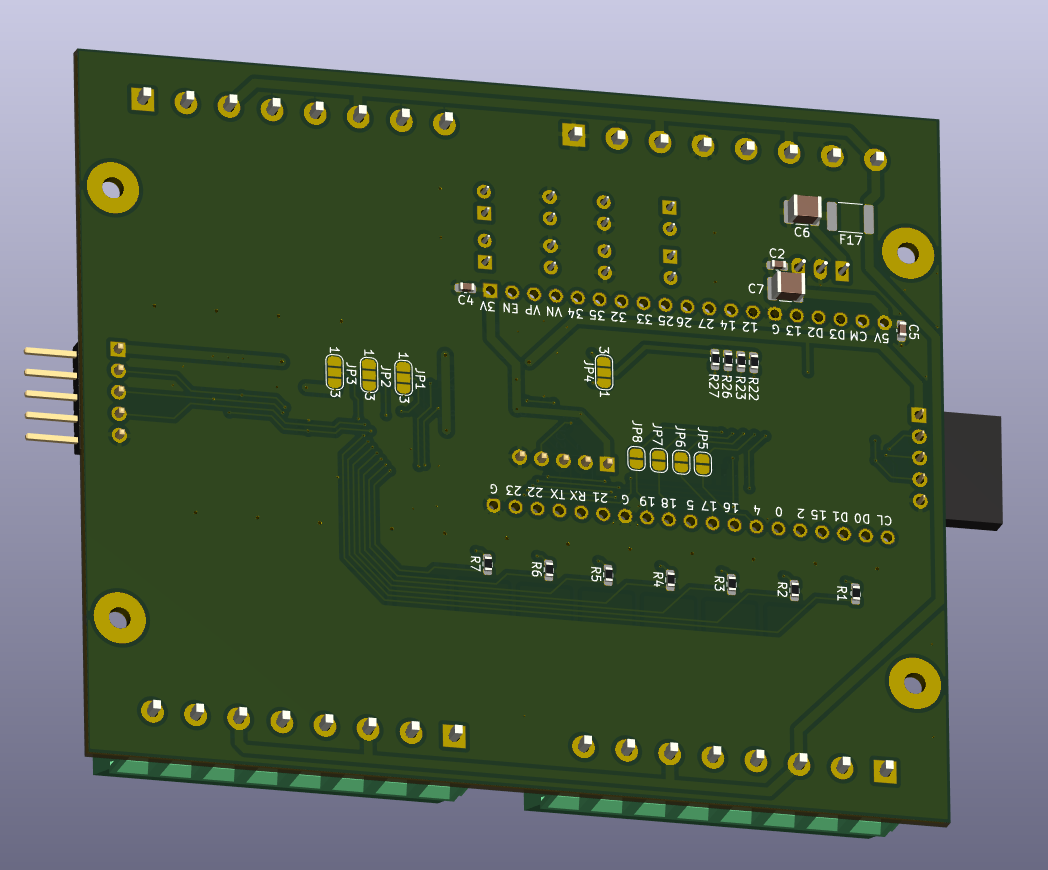 C6
F17
C2
C7
C5
C4
3V EN VP VN 34 35 32 33 25 26 27 14 12 G 13 D2 D3 CM 5V
1
JP3
3
1
JP2
3
1
JP1
3
3
JP4
1
R27
R26
R23
R22
JP8
JP7
JP6
JP5
G 23 22 TX RX 21 G 19 18 5 17 16 4 0 2 15 D1 D0 CL
R7
R6
R5
R4
R3
R2
R1